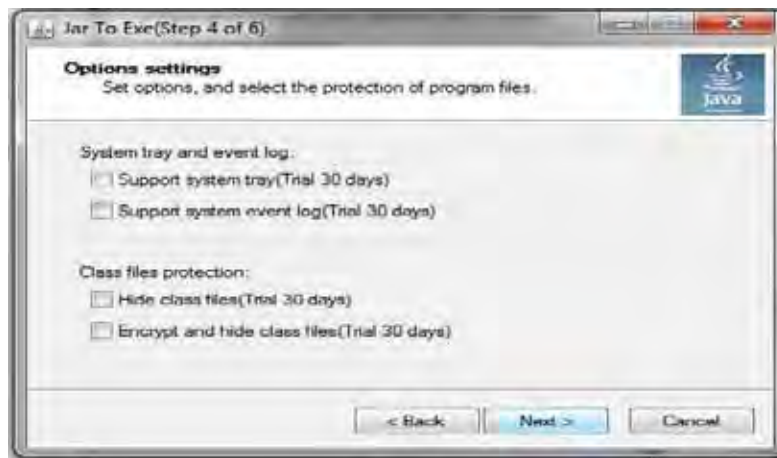 Jar To Exe(Step 4 of 6)
Options settings
Set options, and select the protection of program files.
Java
System tray and event log:
Support system tray(Trial 30 days)
Support system event log(Trial 30 days)
Class files protection:
Hide class files(Trial 30 days)
Encrypt and hide class files(Trial 30 days)
< Back Next > Cancel